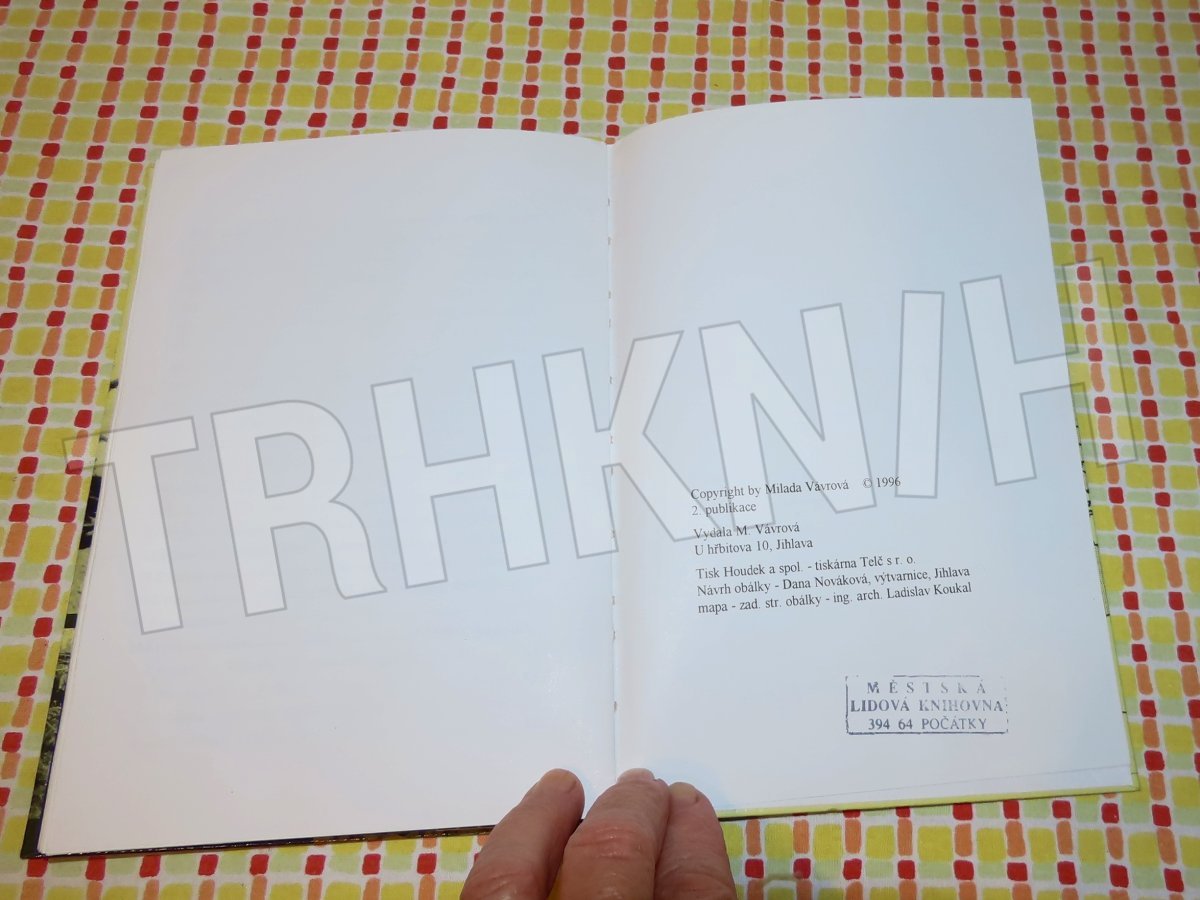 TRHKNIH
Copyright by Milada Vávrová © 1996
2. publikace
Vydala M. Vávrová
U hřbitova 10, Jihlava
Tisk Houdek a spol. - tiskárna Telč s r. o.
Návrh obálky - Dana Nováková, výtvarnice, Jihlava
mapa - zad. str. obálky - ing. arch. Ladislav Koukal
MĚSTSKÁ
LIDOVÁ KNIHOVNA
394 64 POČÁTKY